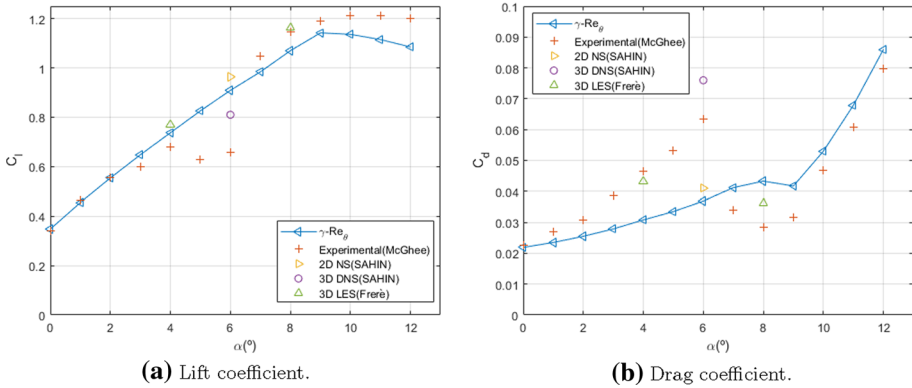 1.2
1
0.8
0.6
0.4
0.2
0
C_l
0 2 4 6 8 10 12
α(º)
γ-Re_θ
Experimental(McGhee)
2D NS(SAHIN)
3D DNS(SAHIN)
3D LES(Frerè)
(a) Lift coefficient.
0.1
0.09
0.08
0.07
0.06
0.05
0.04
0.03
0.02
0.01
0
C_d
0 2 4 6 8 10 12
α(º)
γ-Re_θ
Experimental(McGhee)
2D NS(SAHIN)
3D DNS(SAHIN)
3D LES(Frerè)
(b) Drag coefficient.